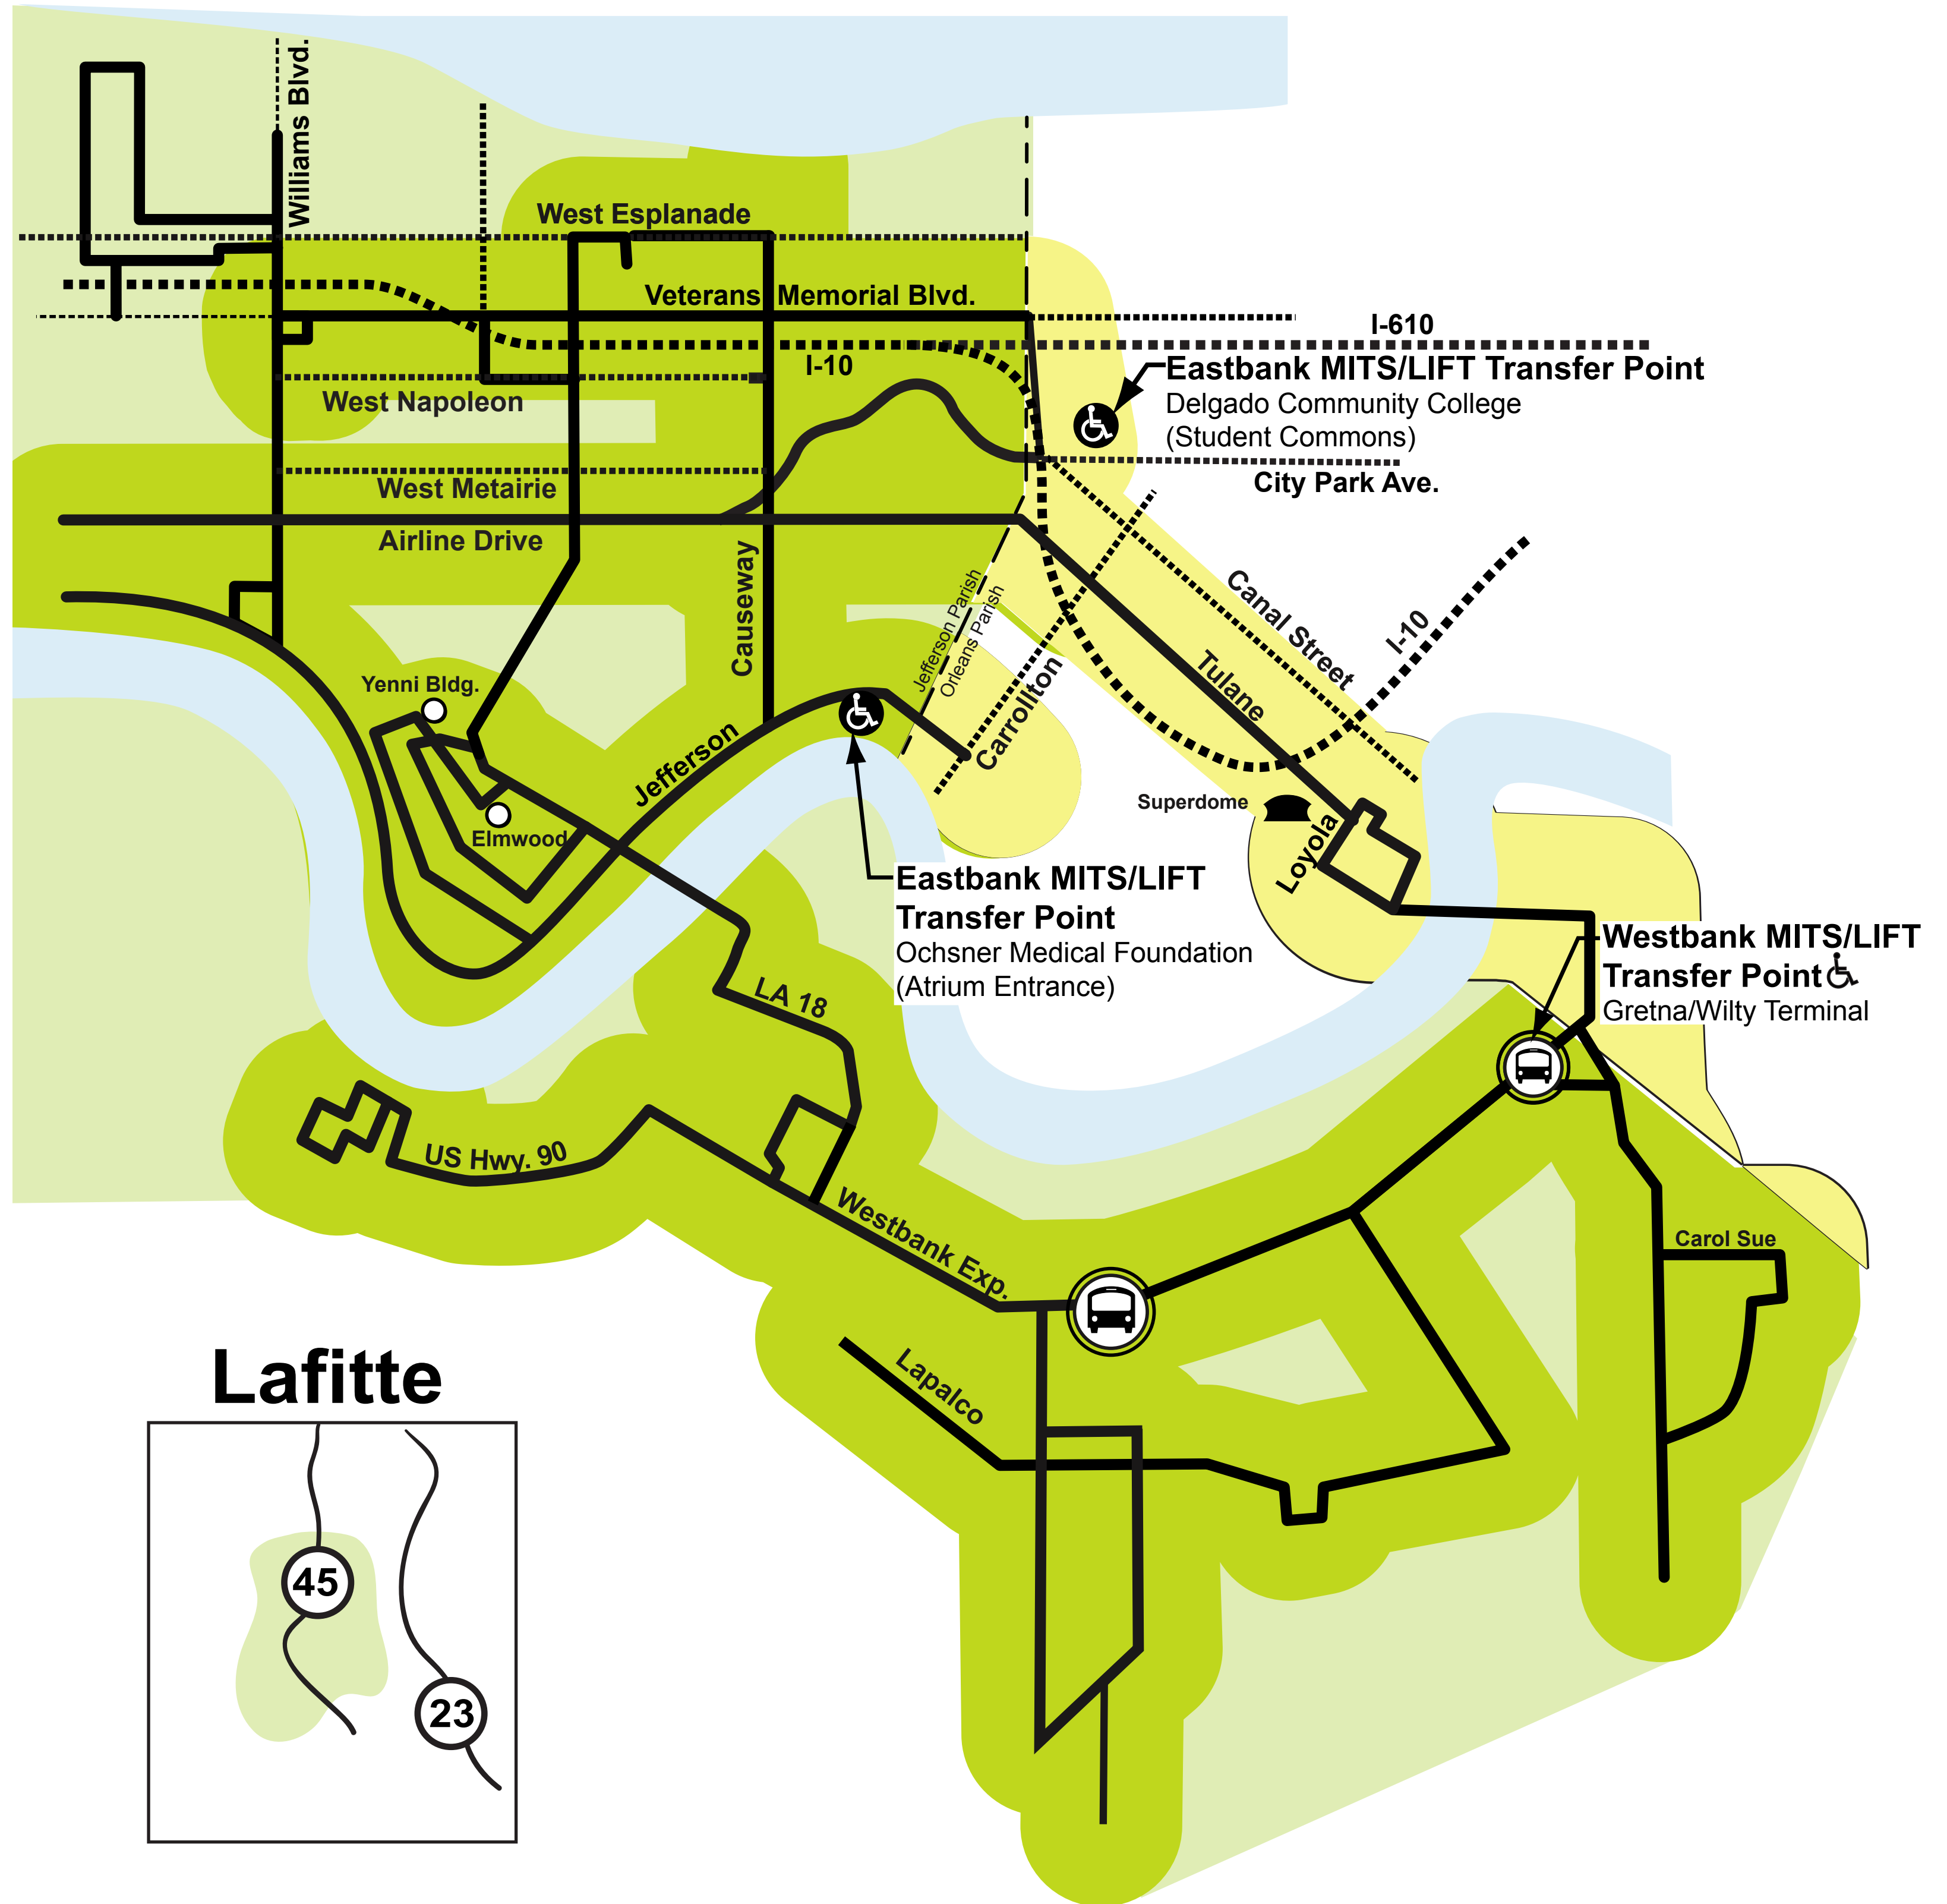 Williams Blvd.
West Esplanade
Veterans Memorial Blvd.
I-610
I-10
Eastbank MITS/LIFT Transfer Point
Delgado Community College
(Student Commons)
West Napoleon
City Park Ave.
West Metairie
Airline Drive
Causeway
Jefferson Parish
Orleans Parish
Canal Street
I-10
Carrollton
Tulane
Yenni Bldg.
Jefferson
Superdome
Elmwood
Loyola
Eastbank MITS/LIFT
Transfer Point
Ochsner Medical Foundation
(Atrium Entrance)
Westbank MITS/LIFT
Transfer Point
Gretna/Wilty Terminal
LA 18
US Hwy. 90
Westbank Exp.
Carol Sue
Lapalco
Lafitte
45
23